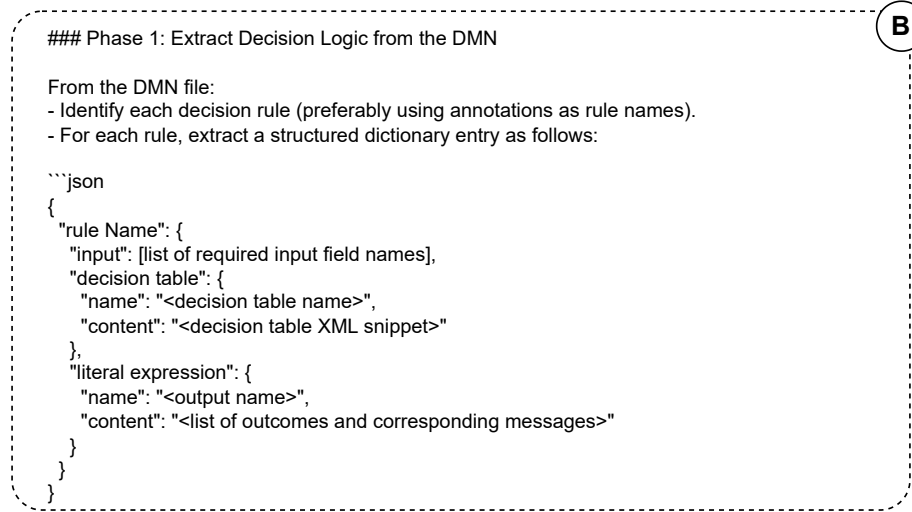 B
### Phase 1: Extract Decision Logic from the DMN
From the DMN file:
- Identify each decision rule (preferably using annotations as rule names).
- For each rule, extract a structured dictionary entry as follows:
```json
{
"rule Name": {
"input": [list of required input field names],
"decision table": {
"name": "<decision table name>",
"content": "<decision table XML snippet>"
},
"literal expression": {
"name": "<output name>",
"content": "<list of outcomes and corresponding messages>"
}
}
}